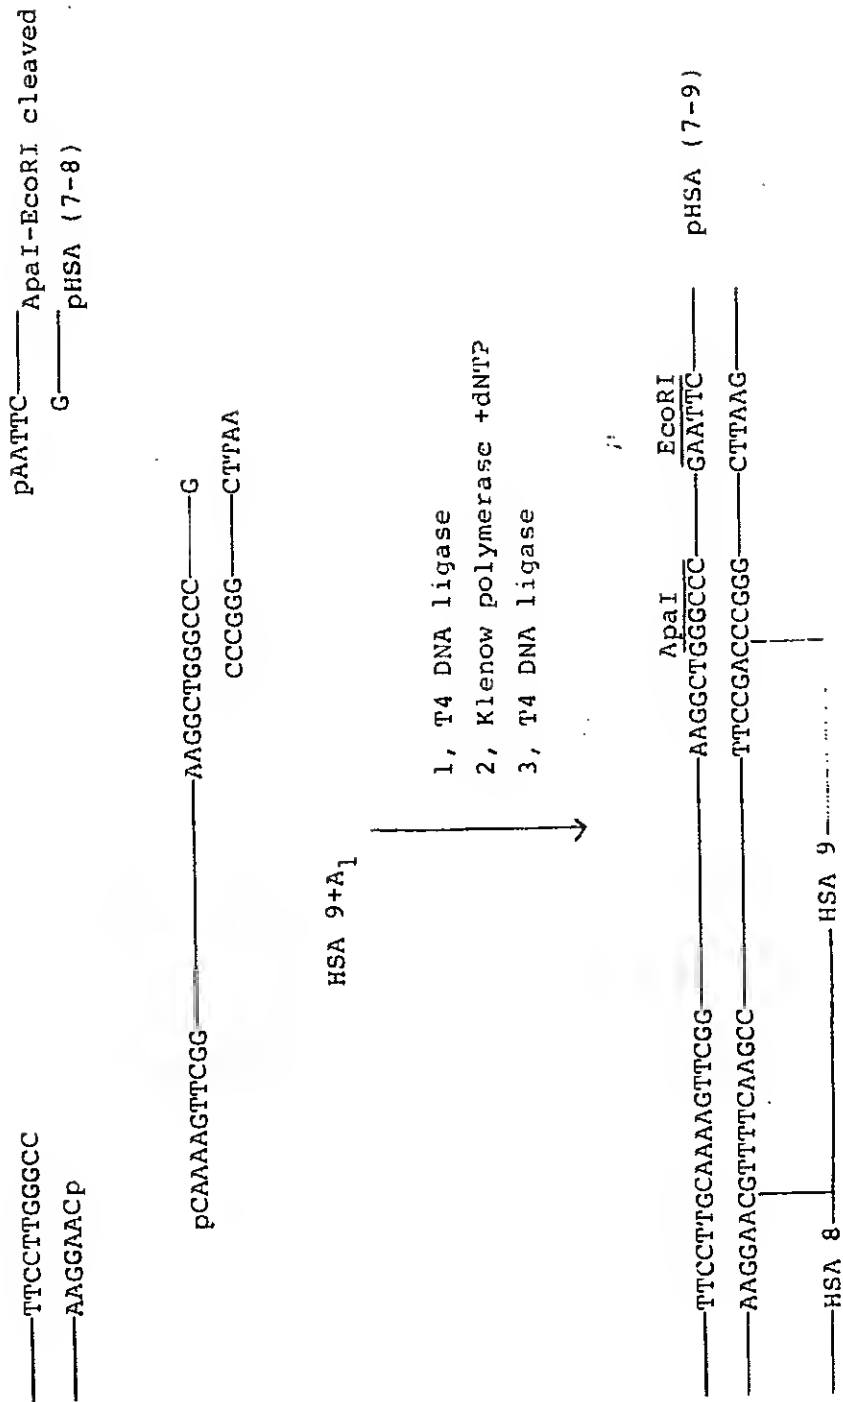 pAATTC——ApaI-EcoRI cleaved
G——pHSA (7-8)
——TTCCTTGGGCC
——AAGGAACp
pCAAAAGTTCGG——AAGGCTGGGCCC——G
CCCGGG——CTTAA
HSA 9+A1
1, T4 DNA ligase
2, Klenow polymerase +dNTP
3, T4 DNA ligase
ApaI EcoRI
——TTCCTTGCAAAAGTTCGG——AAGGCTGGGCCC——GAATTC—— pHSA (7-9)
——AAGGAACGTTTTCAAGCC——TTCCGACCCGGG——CTTAAG——
——HSA 8——HSA 9